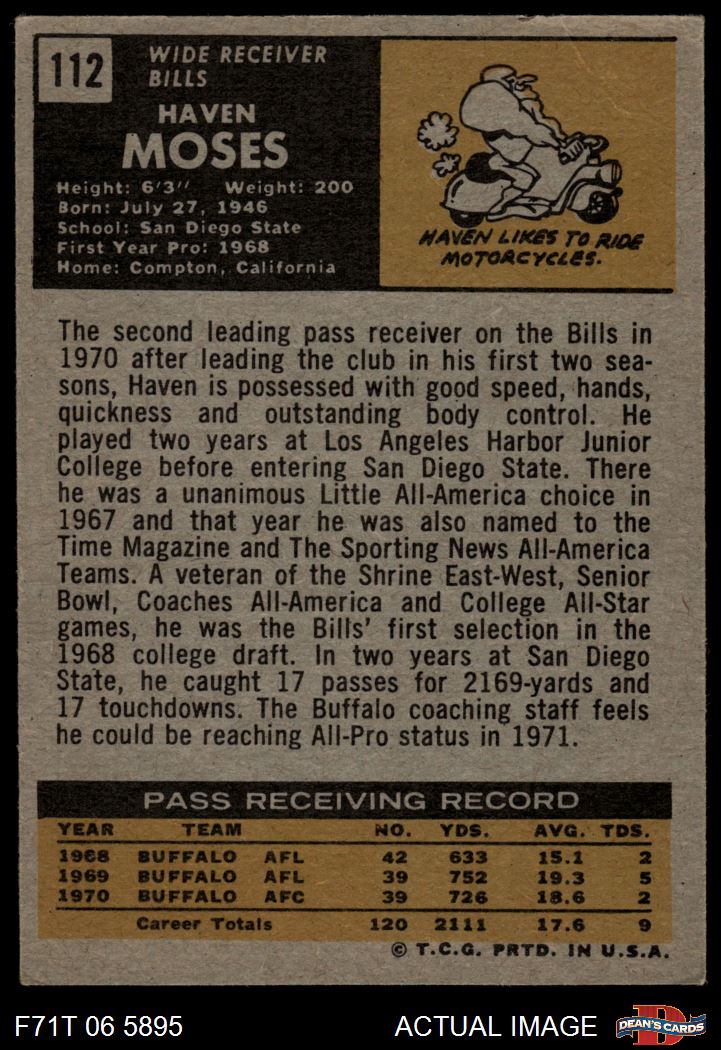 112
WIDE RECEIVER
BILLS
HAVEN
MOSES
Height: 6'3" Weight: 200
Born: July 27, 1946
School: San Diego State
First Year Pro: 1968
Home: Compton, California
HAVEN LIKES TO RIDE
MOTORCYCLES.
The second leading pass receiver on the Bills in
1970 after leading the club in his first two sea-
sons, Haven is possessed with good speed, hands,
quickness and outstanding body control. He
played two years at Los Angeles Harbor Junior
College before entering San Diego State. There
he was a unanimous Little All-America choice in
1967 and that year he was also named to the
Time Magazine and The Sporting News All-America
Teams. A veteran of the Shrine East-West, Senior
Bowl, Coaches All-America and College All-Star
games, he was the Bills' first selection in the
1968 college draft. In two years at San Diego
State, he caught 17 passes for 2169-yards and
17 touchdowns. The Buffalo coaching staff feels
he could be reaching All-Pro status in 1971.
PASS RECEIVING RECORD
YEAR TEAM NO. YDS. AVG. TDS.
1968 BUFFALO AFL 42 633 15.1 2
1969 BUFFALO AFL 39 752 19.3 5
1970 BUFFALO AFC 39 726 18.6 2
Career Totals 120 2111 17.6 9
© T.C.G. PRTD. IN U.S.A.
F71T 06 5895 ACTUAL IMAGE
D
DEAN'S CARDS